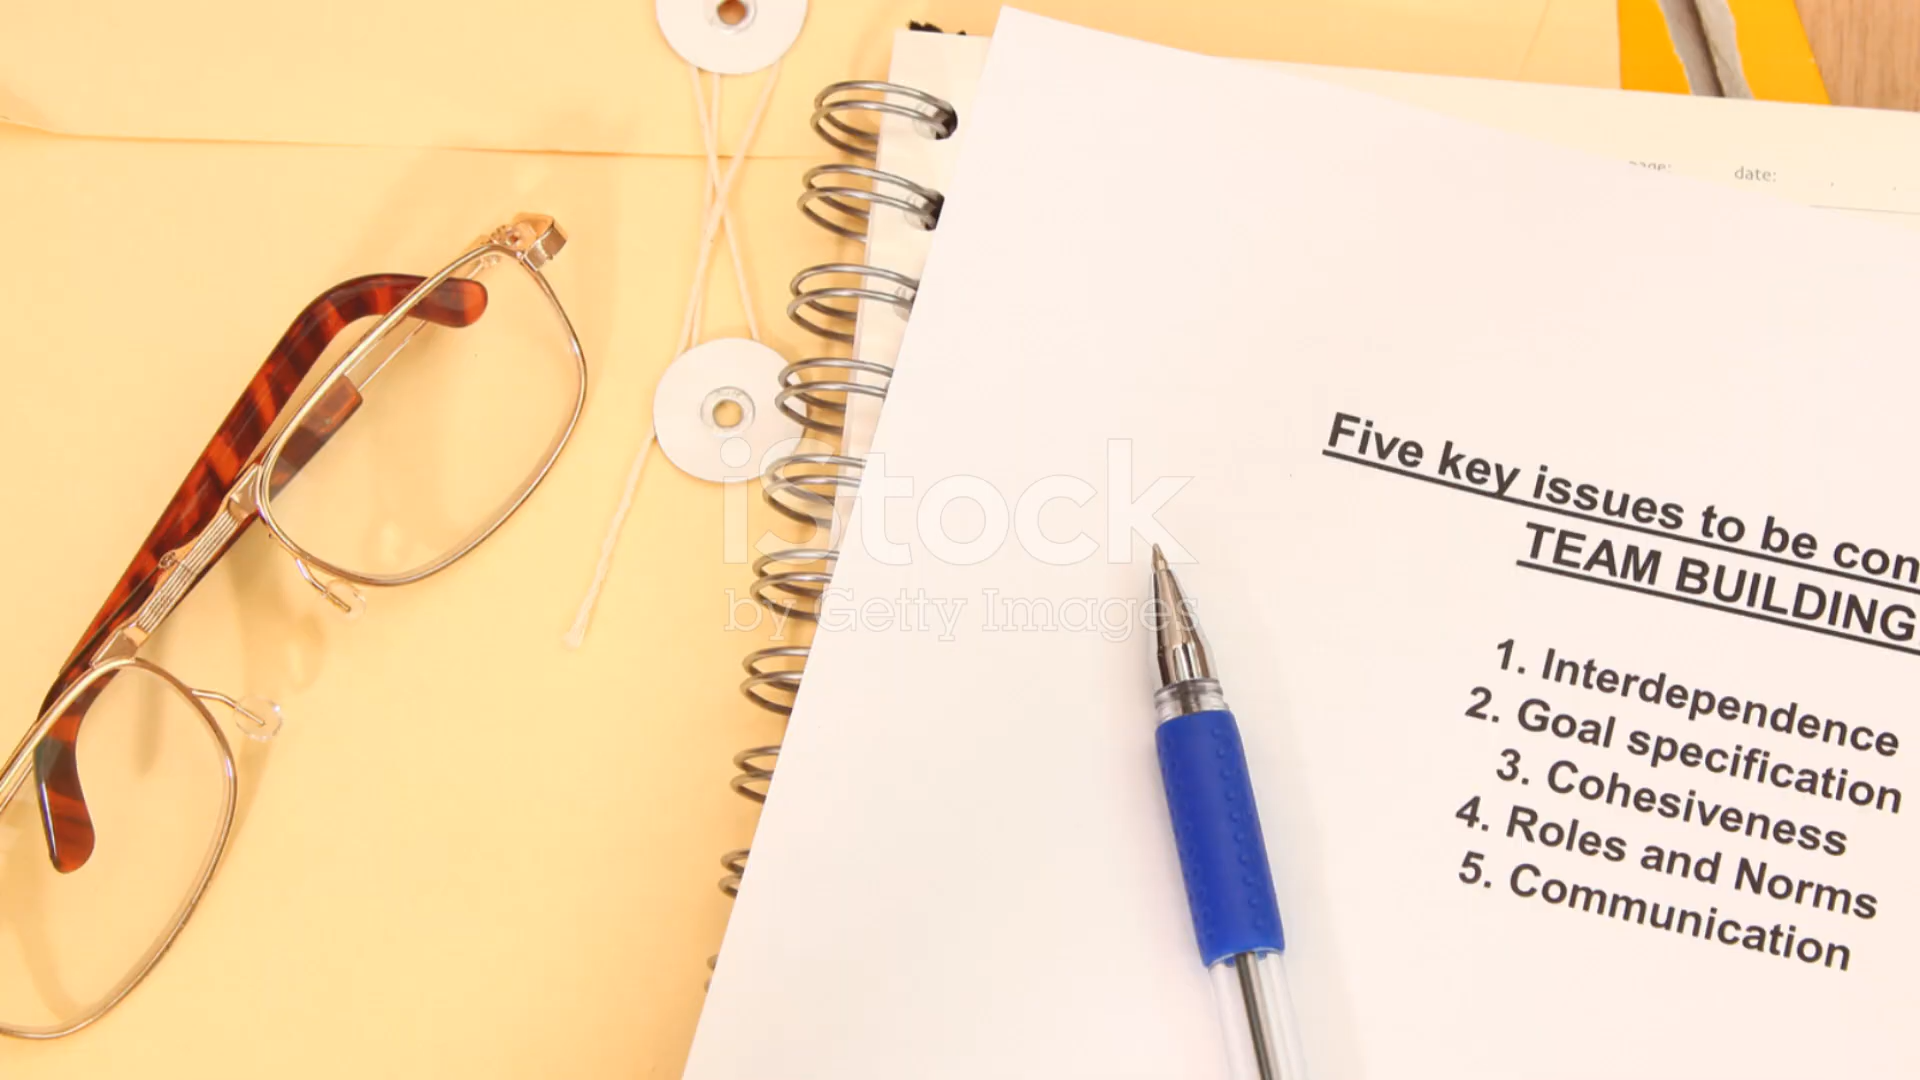 page: date:
Five key issues to be con
TEAM BUILDING
1. Interdependence
2. Goal specification
3. Cohesiveness
4. Roles and Norms
5. Communication
iStock
by Getty Images